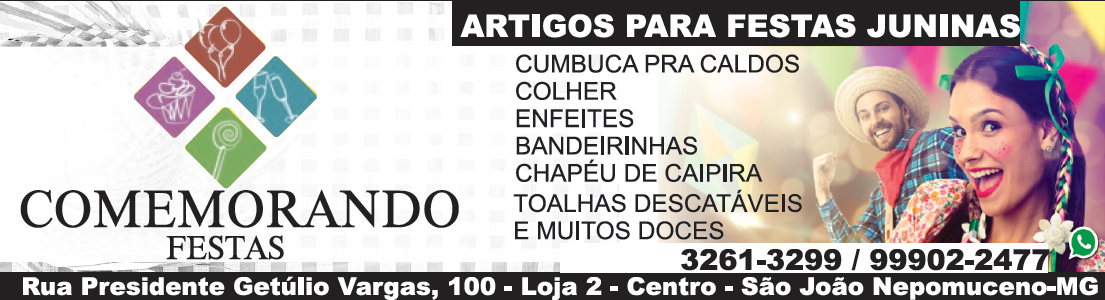 COMEMORANDO
FESTAS
ARTIGOS PARA FESTAS JUNINAS
CUMBUCA PRA CALDOS
COLHER
ENFEITES
BANDEIRINHAS
CHAPÉU DE CAIPIRA
TOALHAS DESCATÁVEIS
E MUITOS DOCES
3261-3299 / 99902-2477
Rua Presidente Getúlio Vargas, 100 - Loja 2 - Centro - São João Nepomuceno-MG